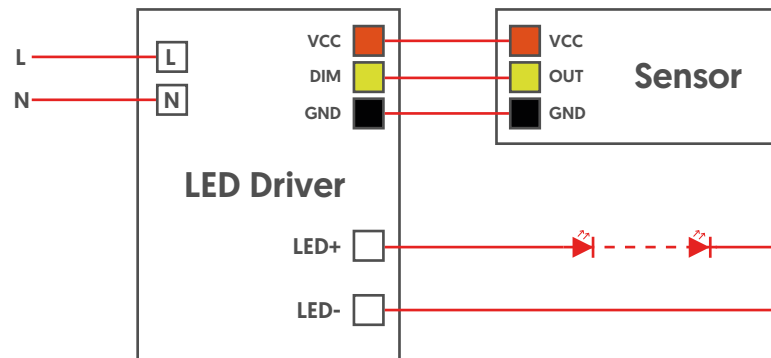 L
L
N
N
VCC
DIM
GND
LED Driver
LED+
LED-
VCC
OUT
GND
Sensor